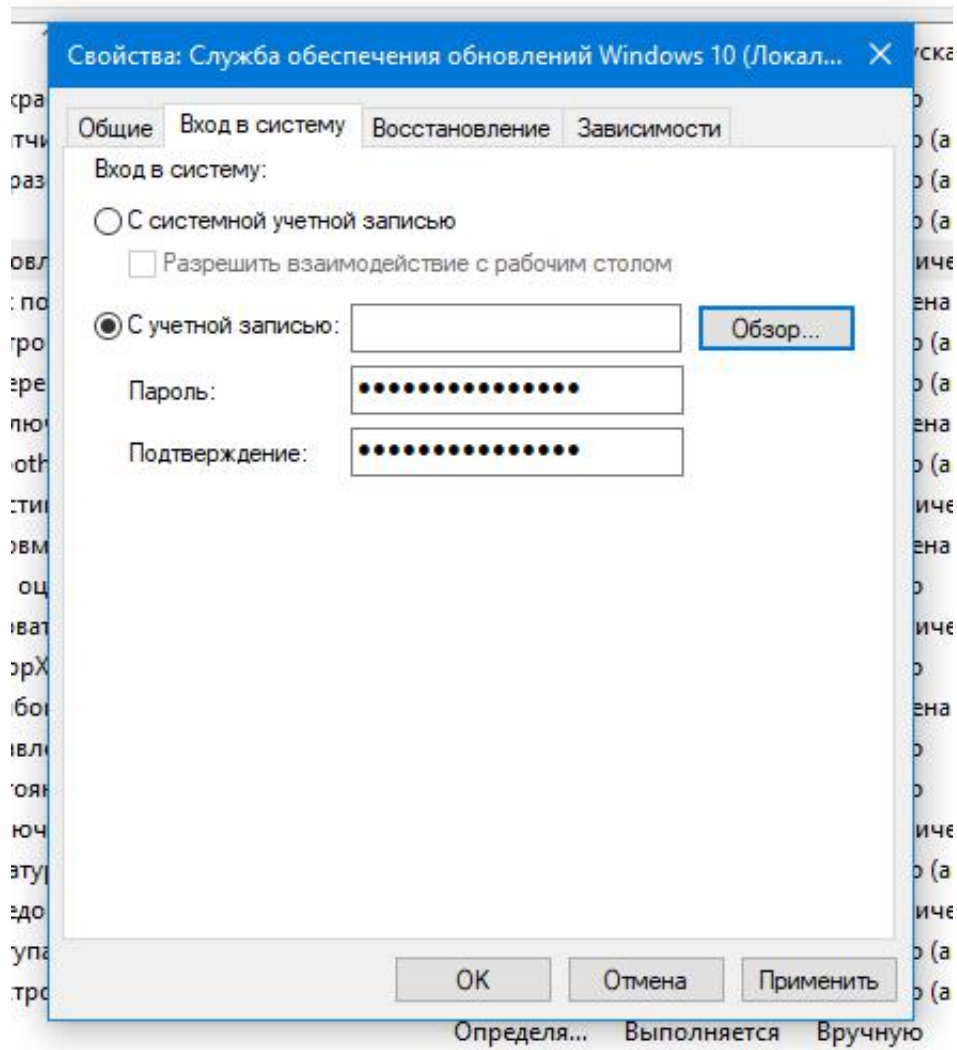 Свойства: Служба обеспечения обновлений Windows 10 (Локал...
Общие
Вход в систему
Восстановление
Зависимости
Вход в систему:
С системной учетной записью
Разрешить взаимодействие с рабочим столом
С учетной записью:
Обзор...
Пароль:
Подтверждение:
OK
Отмена
Применить
Определя...
Выполняется
Вручную